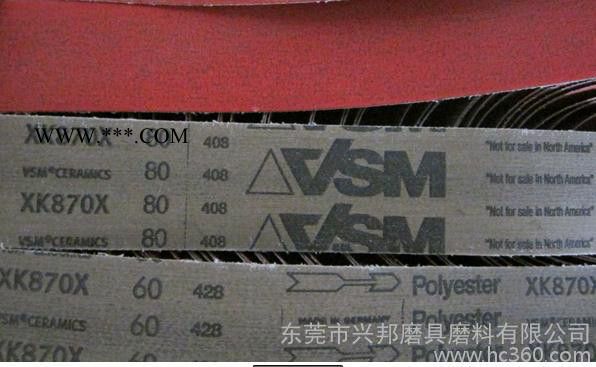 XK870X 80 408 VSM "Not for sale in North America"
WWW.***.COM
VSM®CERAMICS 80 "Not for sale in North America"
XK870X 80 408 VSM "Not for sale in North America"
VSM®CERAMICS 80 "Not for sale in North America"
XK870X 60 428 Polyester XK870X
VSM®CERAMICS 60 428 MADE IN GERMANY
东莞市兴邦磨具磨料有限公司
www.hc360.com